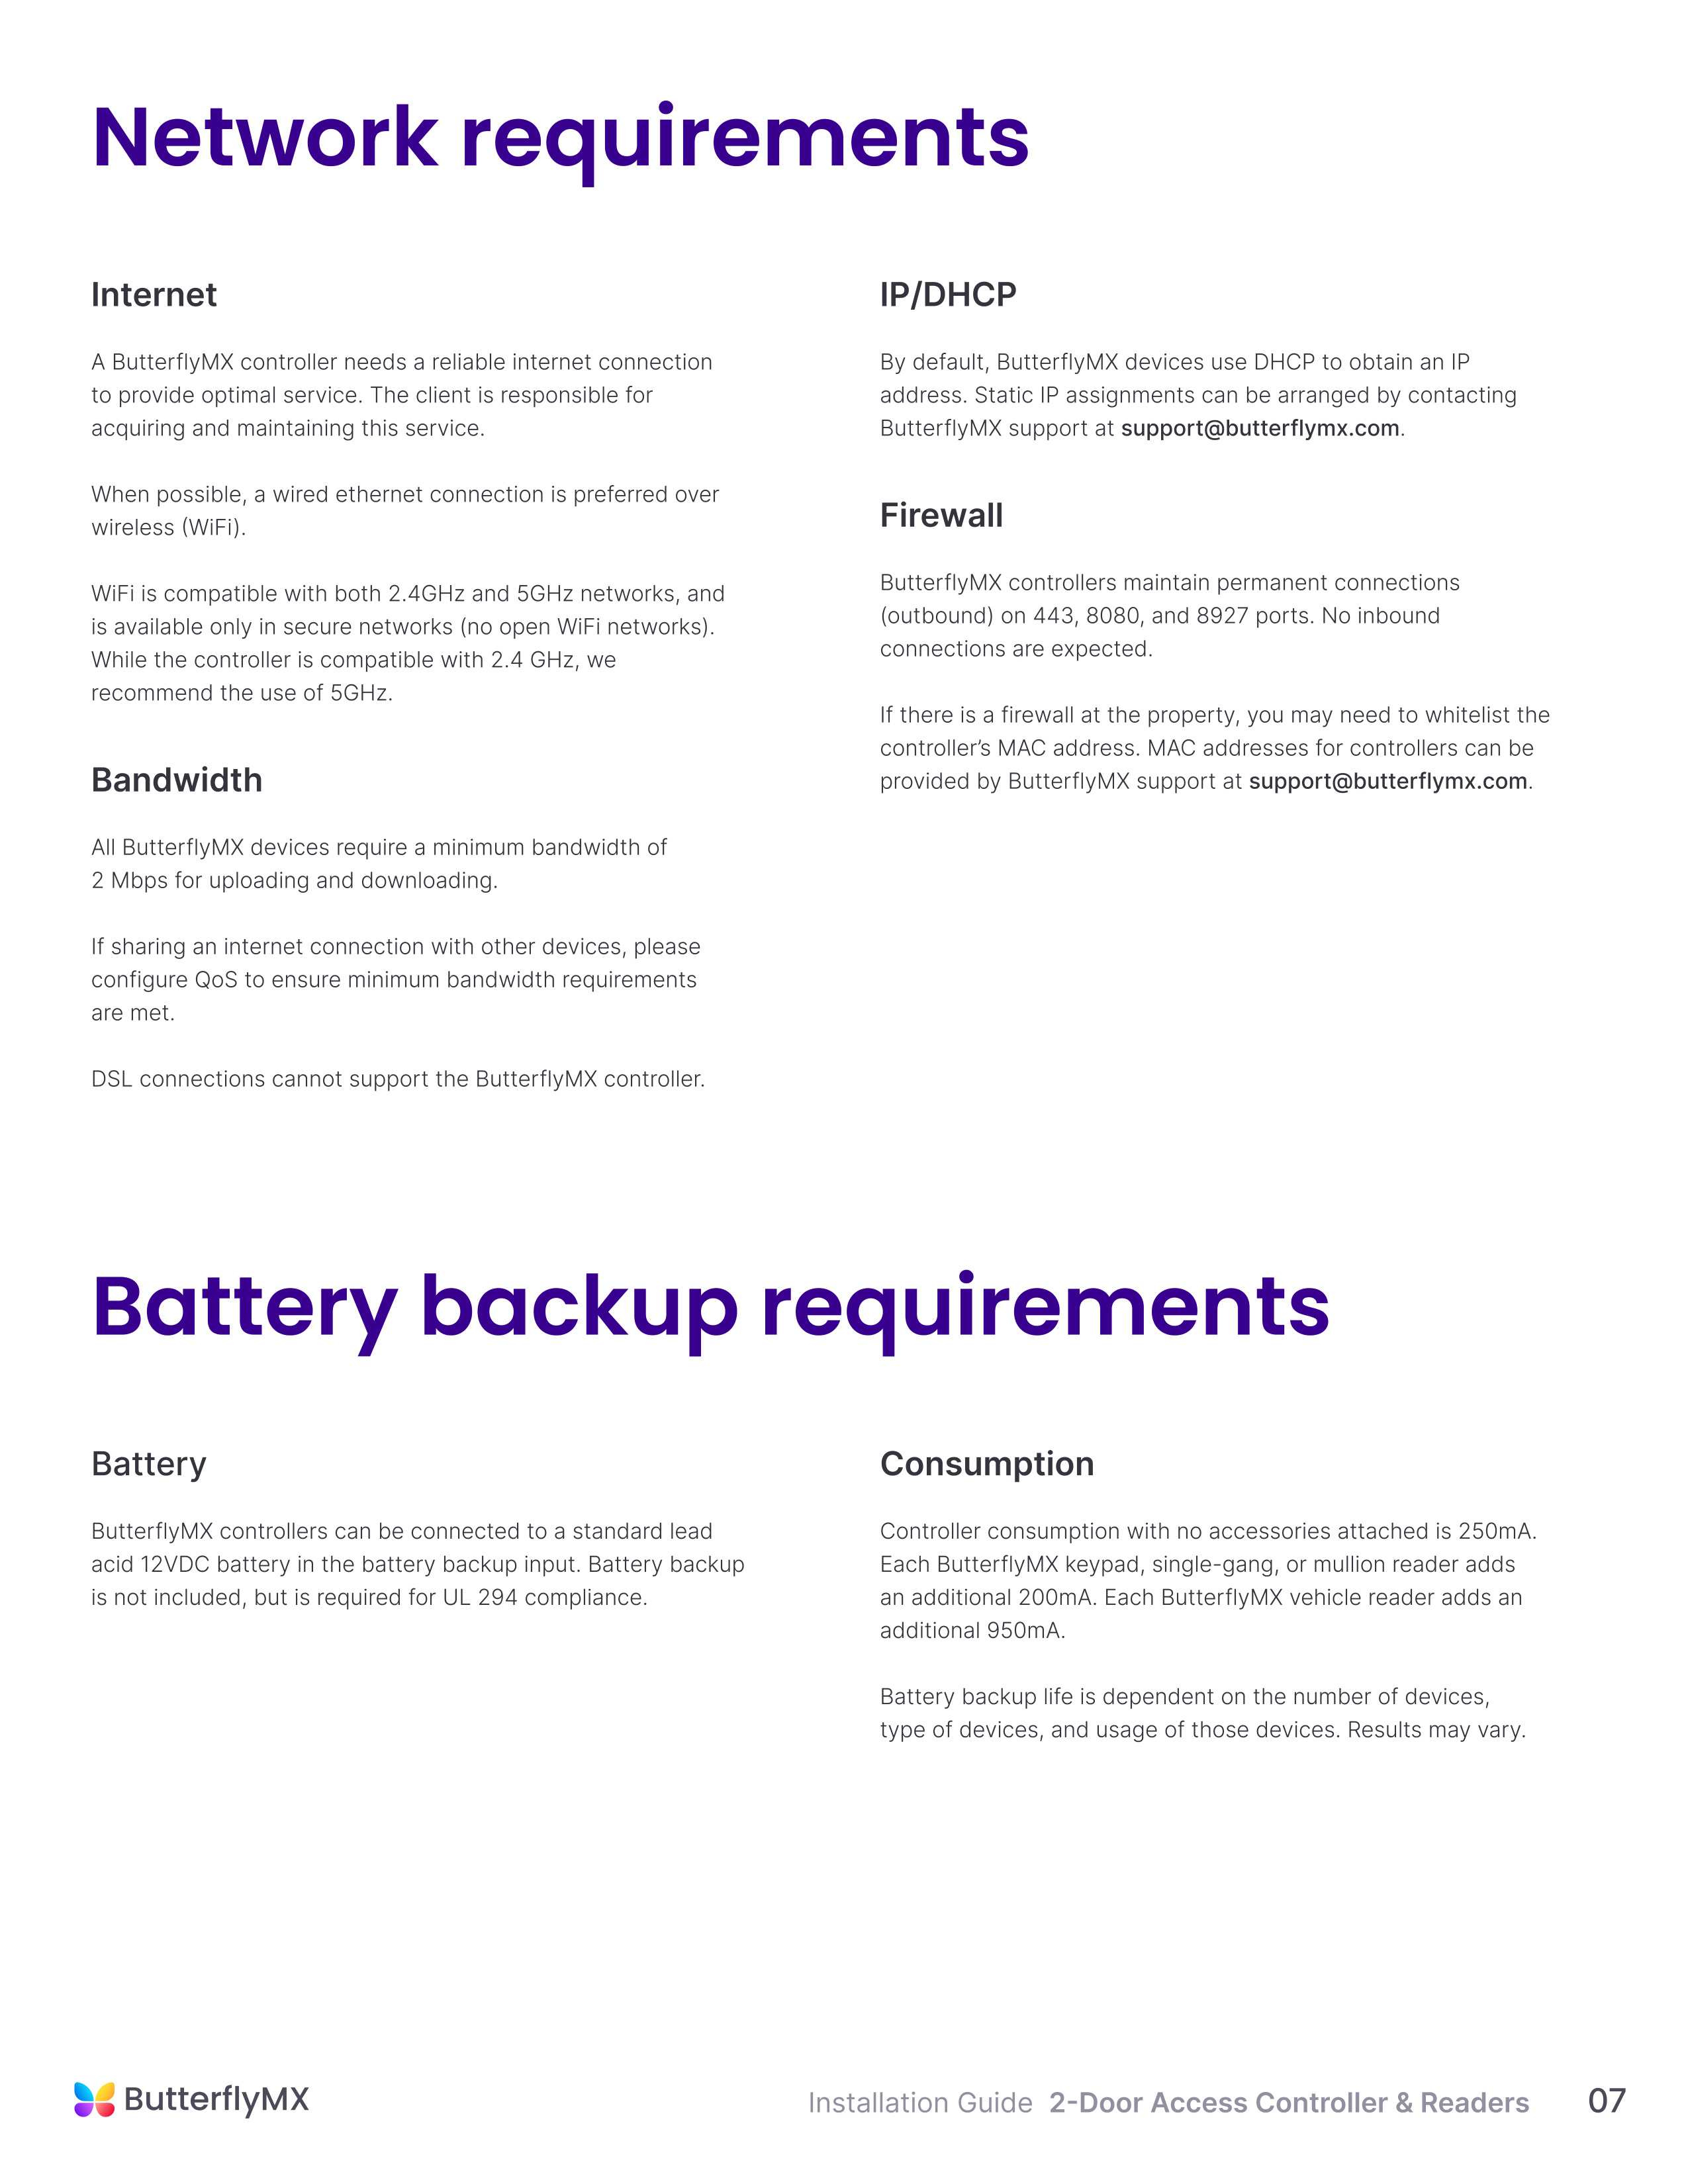 Network requirements
Internet
A ButterflyMX controller needs a reliable internet connection
to provide optimal service. The client is responsible for
acquiring and maintaining this service.
When possible, a wired ethernet connection is preferred over
wireless (WiFi).
WiFi is compatible with both 2.4GHz and 5GHz networks, and
is available only in secure networks (no open WiFi networks).
While the controller is compatible with 2.4 GHz, we
recommend the use of 5GHz.
Bandwidth
All ButterflyMX devices require a minimum bandwidth of
2 Mbps for uploading and downloading.
If sharing an internet connection with other devices, please
configure QoS to ensure minimum bandwidth requirements
are met.
DSL connections cannot support the ButterflyMX controller.
IP/DHCP
By default, ButterflyMX devices use DHCP to obtain an IP
address. Static IP assignments can be arranged by contacting
ButterflyMX support at support@butterflymx.com.
Firewall
ButterflyMX controllers maintain permanent connections
(outbound) on 443, 8080, and 8927 ports. No inbound
connections are expected.
If there is a firewall at the property, you may need to whitelist the
controller’s MAC address. MAC addresses for controllers can be
provided by ButterflyMX support at support@butterflymx.com.
Battery backup requirements
Battery
ButterflyMX controllers can be connected to a standard lead
acid 12VDC battery in the battery backup input. Battery backup
is not included, but is required for UL 294 compliance.
Consumption
Controller consumption with no accessories attached is 250mA.
Each ButterflyMX keypad, single-gang, or mullion reader adds
an additional 200mA. Each ButterflyMX vehicle reader adds an
additional 950mA.
Battery backup life is dependent on the number of devices,
type of devices, and usage of those devices. Results may vary.
ButterflyMX
Installation Guide 2-Door Access Controller & Readers 07